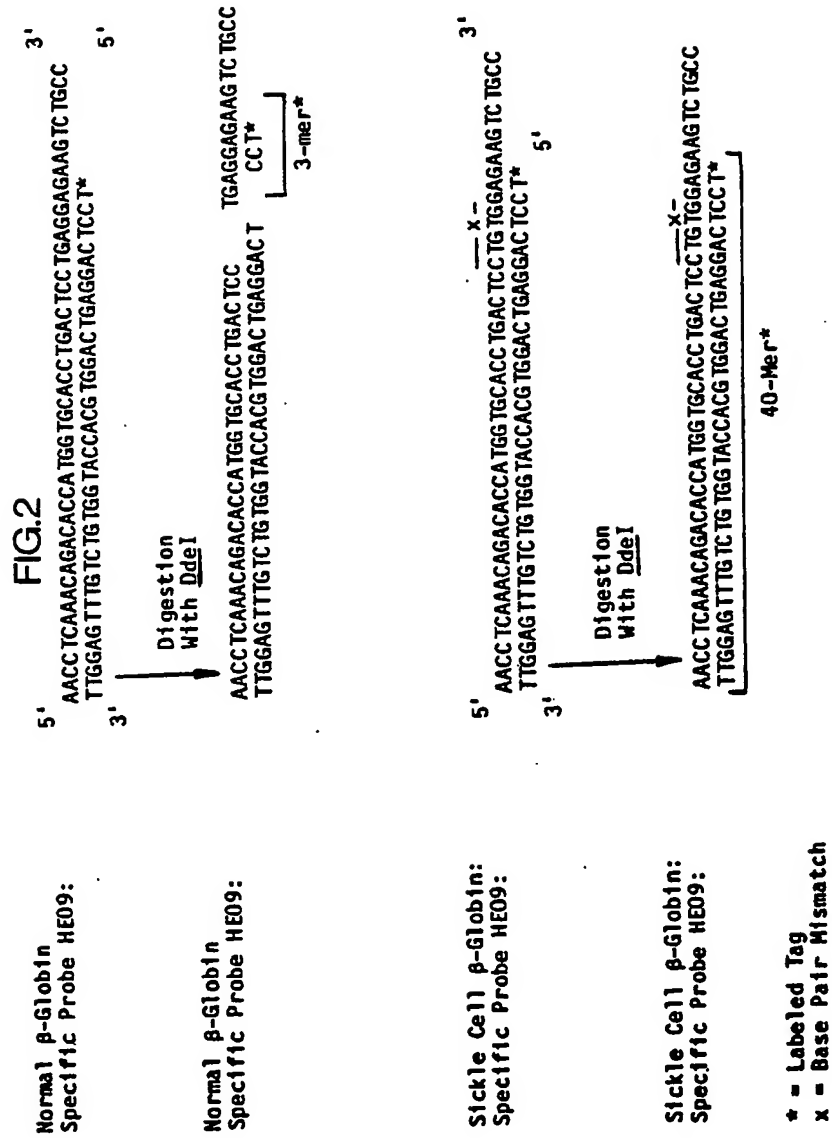 FIG.2
5' 3'
Normal β-Globin AACCTCAAACAGACACCATGGTGCACCTGACTCCTGAGGAGAAGTCTGCC
Specific Probe HE09: TTGGAGTTTGTCTGTGGTACCACGTGGACTGAGGACTCCT*
3' 5'
Digestion
With DdeI
Normal β-Globin AACCTCAAACAGACACCATGGTGCACCTGACTCC TGAGGAGAAGTCTGCC
Specific Probe HE09: TTGGAGTTTGTCTGTGGTACCACGTGGACTGAGGACT CCT*
3-mer*
5' x 3'
Sickle Cell β-Globin: AACCTCAAACAGACACCATGGTGCACCTGACTCCTGTGGAGAAGTCTGCC
Specific Probe HE09: TTGGAGTTTGTCTGTGGTACCACGTGGACTGAGGACTCCT*
3' 5'
Digestion
With DdeI
x
Sickle Cell β-Globin: AACCTCAAACAGACACCATGGTGCACCTGACTCCTGTGGAGAAGTCTGCC
Specific Probe HE09: TTGGAGTTTGTCTGTGGTACCACGTGGACTGAGGACTCCT*
40-Mer*
* = Labeled Tag
x = Base Pair Mismatch